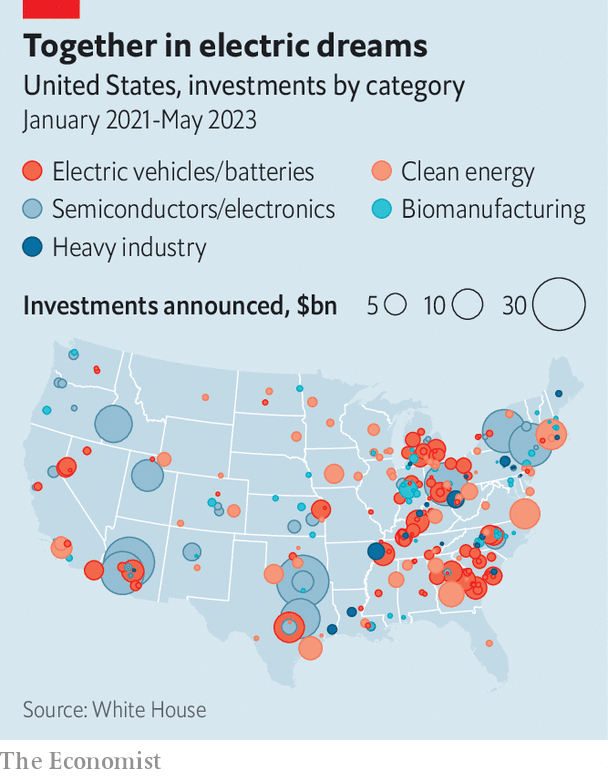 Together in electric dreams
United States, investments by category
January 2021-May 2023
Electric vehicles/batteries
Clean energy
Semiconductors/electronics
Biomanufacturing
Heavy industry
Investments announced, $bn 5 10 30
Source: White House
The Economist